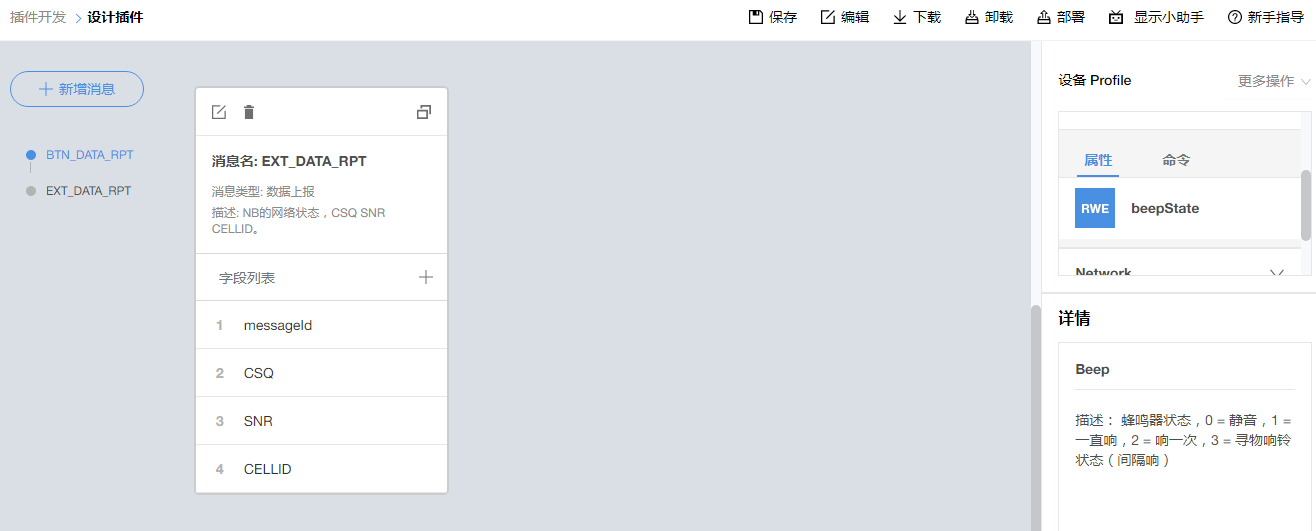 插件开发 > 设计插件
保存 编辑 下载 卸载 部署 显示小助手 新手指导
+ 新增消息
BTN_DATA_RPT
EXT_DATA_RPT
消息名: EXT_DATA_RPT
消息类型: 数据上报
描述: NB的网络状态，CSQ SNR
CELLID。
字段列表 +
1 messageId
2 CSQ
3 SNR
4 CELLID
设备 Profile 更多操作
属性 命令
RWE beepState
Network
详情
Beep
描述： 蜂鸣器状态，0 = 静音，1 =
一直响，2 = 响一次，3 = 寻物响铃
状态（间隔响）